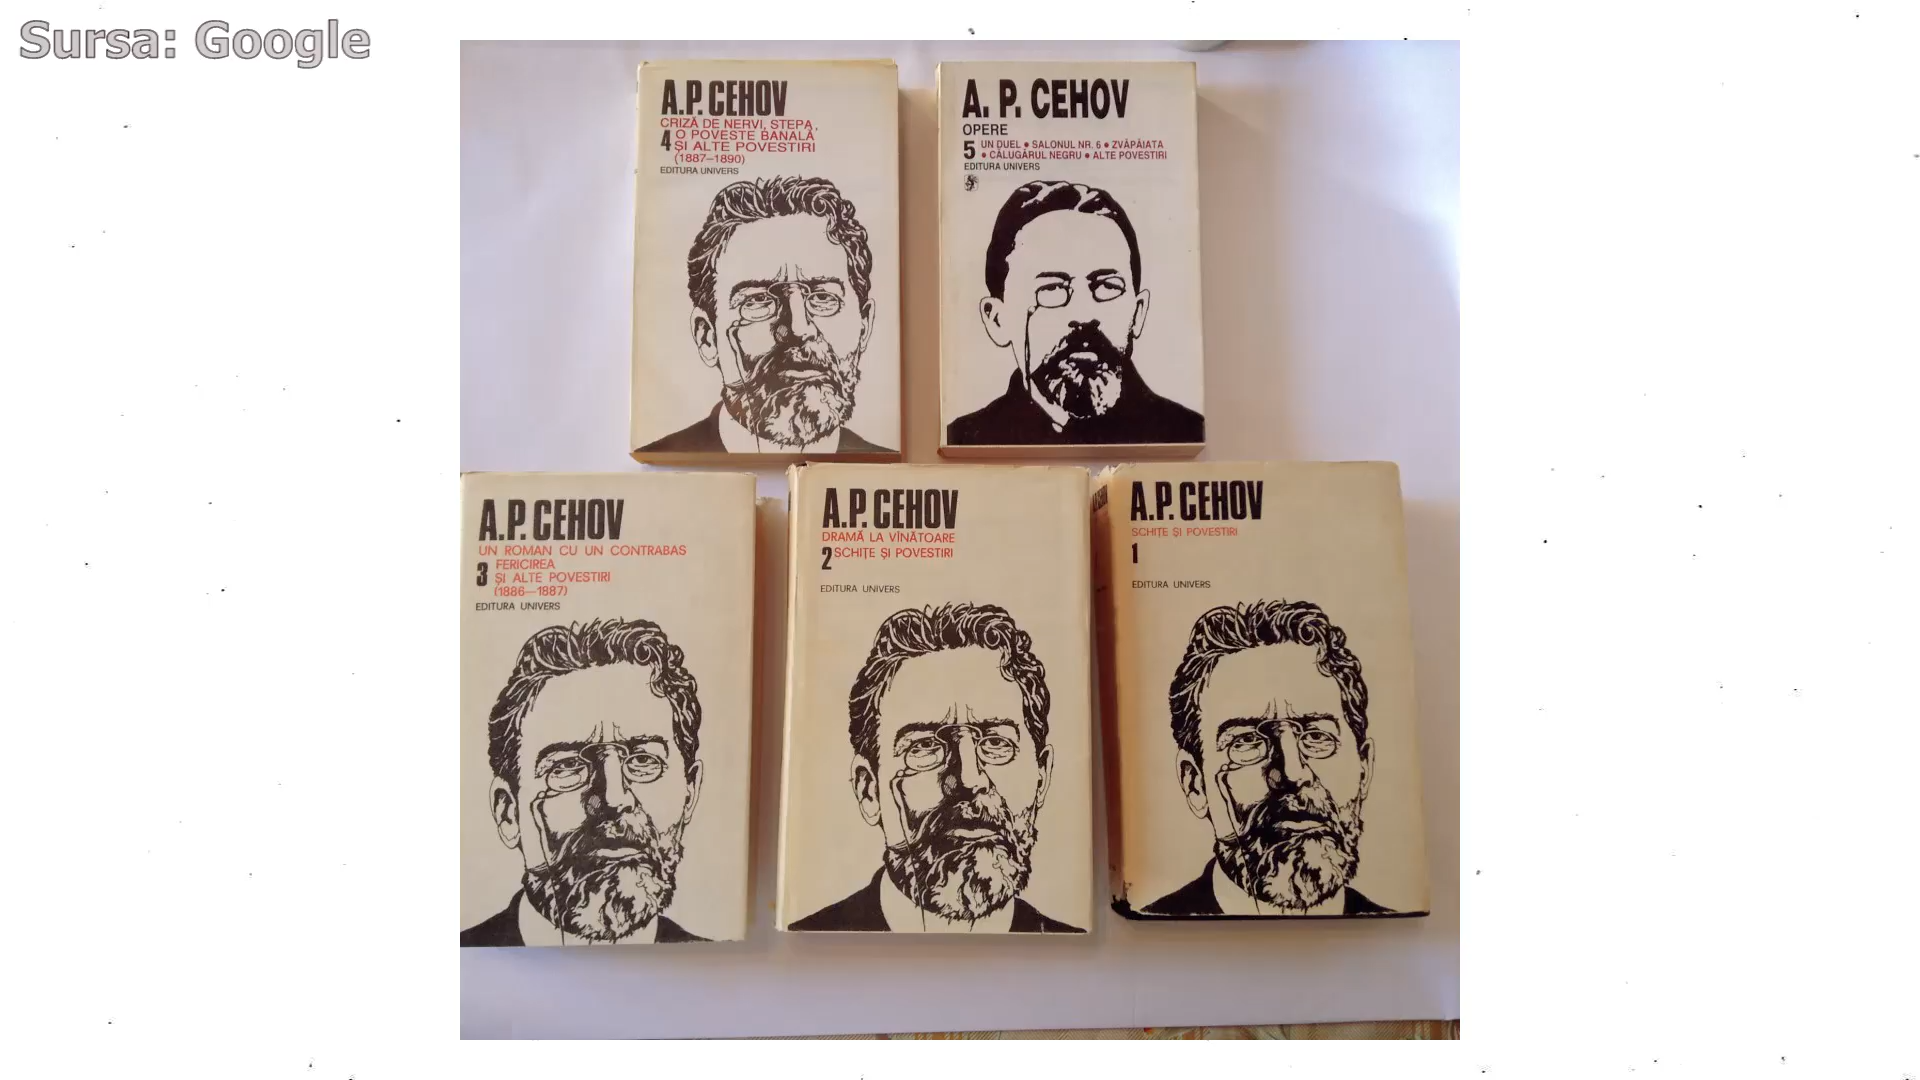 Sursa: Google
A.P. CEHOV
CRIZĂ DE NERVI, STEPA,
O POVESTE BANALĂ
4 ȘI ALTE POVESTIRI
(1887—1890)
EDITURA UNIVERS
A. P. CEHOV
OPERE
5 UN DUEL • SALONUL NR. 6 • ZVĂPĂIATA
• CĂLUGĂRUL NEGRU • ALTE POVESTIRI
EDITURA UNIVERS
A.P. CEHOV
UN ROMAN CU UN CONTRABAS
FERICIREA
3 ȘI ALTE POVESTIRI
(1886—1887)
EDITURA UNIVERS
A.P. CEHOV
DRAMĂ LA VÎNĂTOARE
2 SCHIȚE ȘI POVESTIRI
EDITURA UNIVERS
A.P. CEHOV
SCHIȚE ȘI POVESTIRI
1
EDITURA UNIVERS